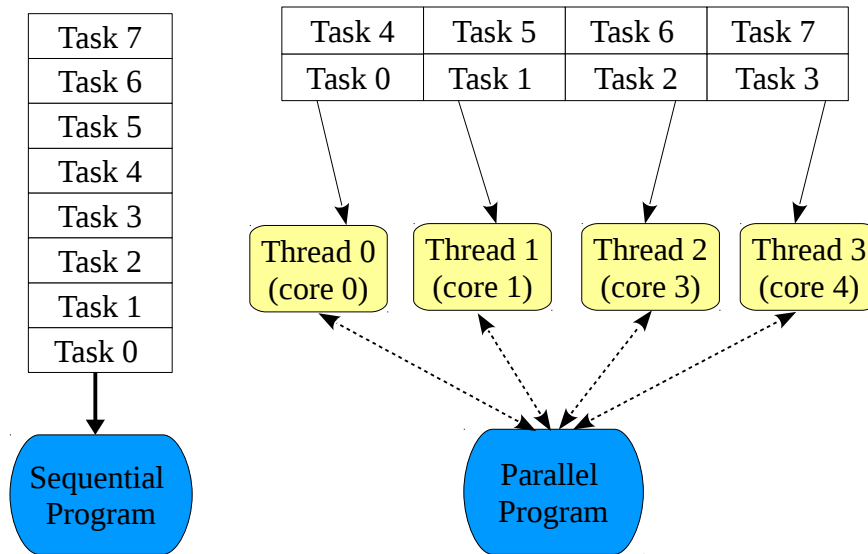 Task 7
Task 6
Task 5
Task 4
Task 3
Task 2
Task 1
Task 0
Sequential
Program
Task 4 Task 5 Task 6 Task 7
Task 0 Task 1 Task 2 Task 3
Thread 0
(core 0)
Thread 1
(core 1)
Thread 2
(core 3)
Thread 3
(core 4)
Parallel
Program